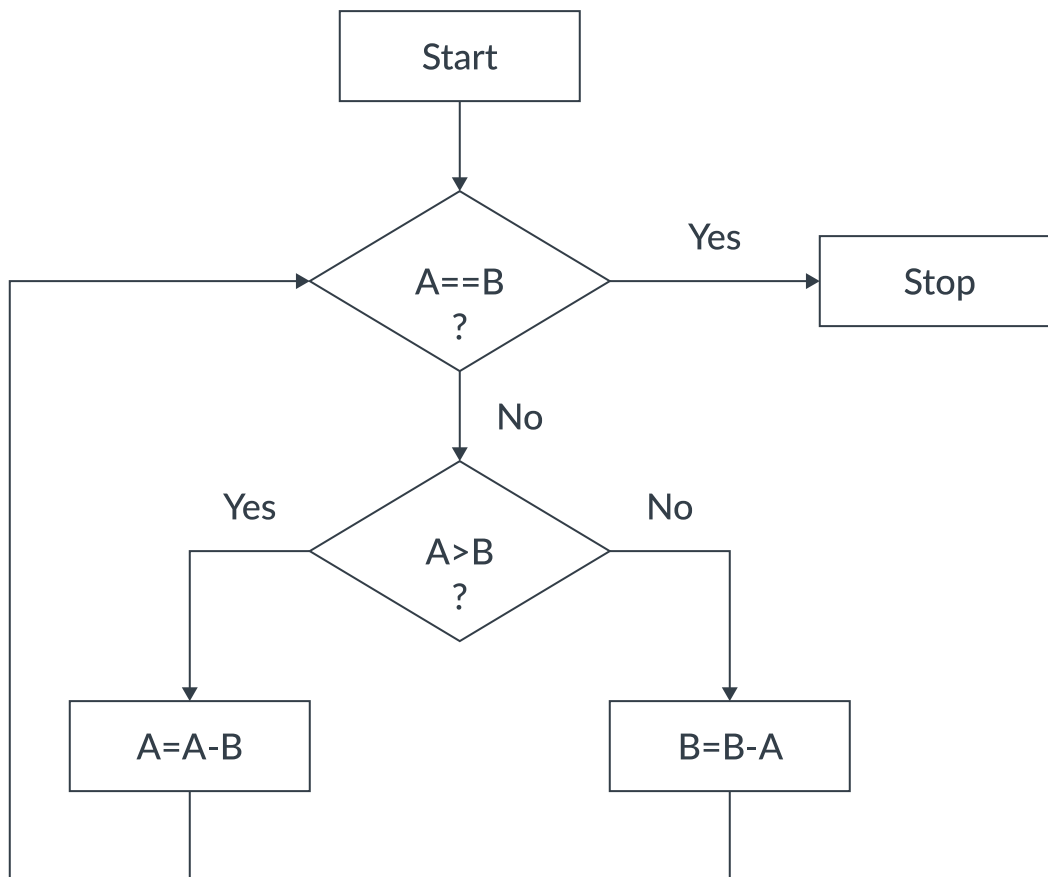 Start
Yes
A==B
?
Stop
No
Yes
No
A>B
?
A=A-B
B=B-A